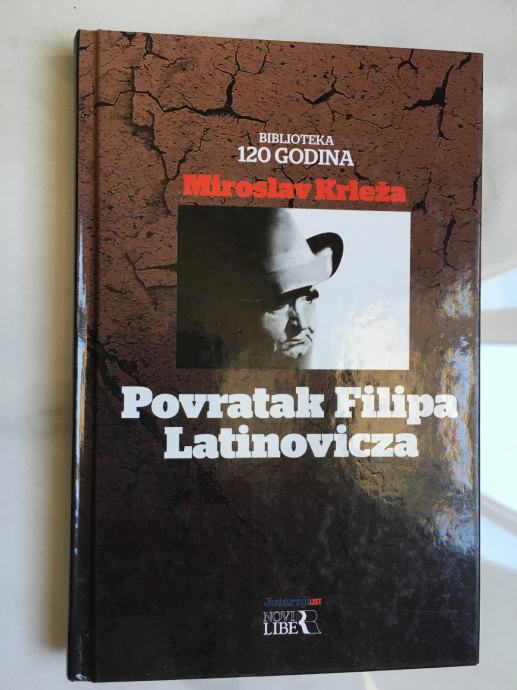 BIBLIOTEKA
120 GODINA
Miroslav Krleža
Povratak Filipa
Latinovicza
Jutarnji LIST
NOVI
LIBER